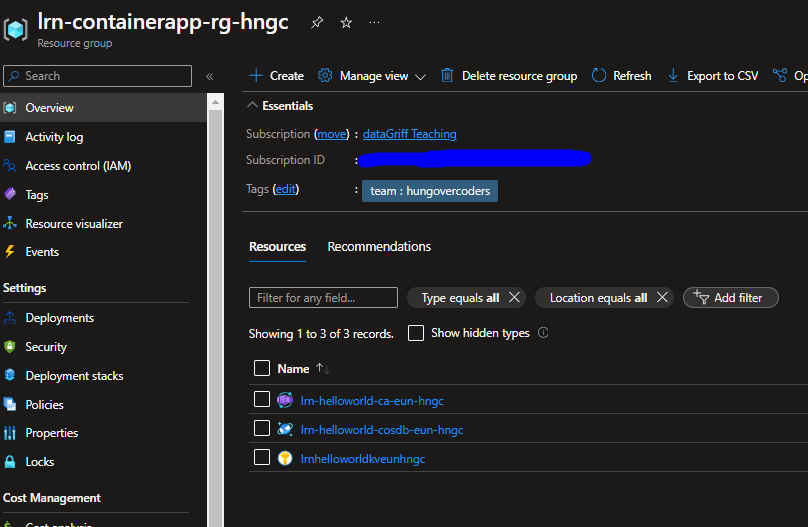 lrn-containerapp-rg-hngc
Resource group
Search
Create Manage view Delete resource group Refresh Export to CSV Op
Overview
Activity log
Access control (IAM)
Tags
Resource visualizer
Events
Settings
Deployments
Security
Deployment stacks
Policies
Properties
Locks
Cost Management
Essentials
Subscription (move) : dataGriff Teaching
Subscription ID :
Tags (edit) : team : hungovercoders
Resources Recommendations
Filter for any field... Type equals all Location equals all Add filter
Showing 1 to 3 of 3 records. Show hidden types
Name
lrn-helloworld-ca-eun-hngc
lrn-helloworld-cosdb-eun-hngc
lrnhelloworldkveunhngc